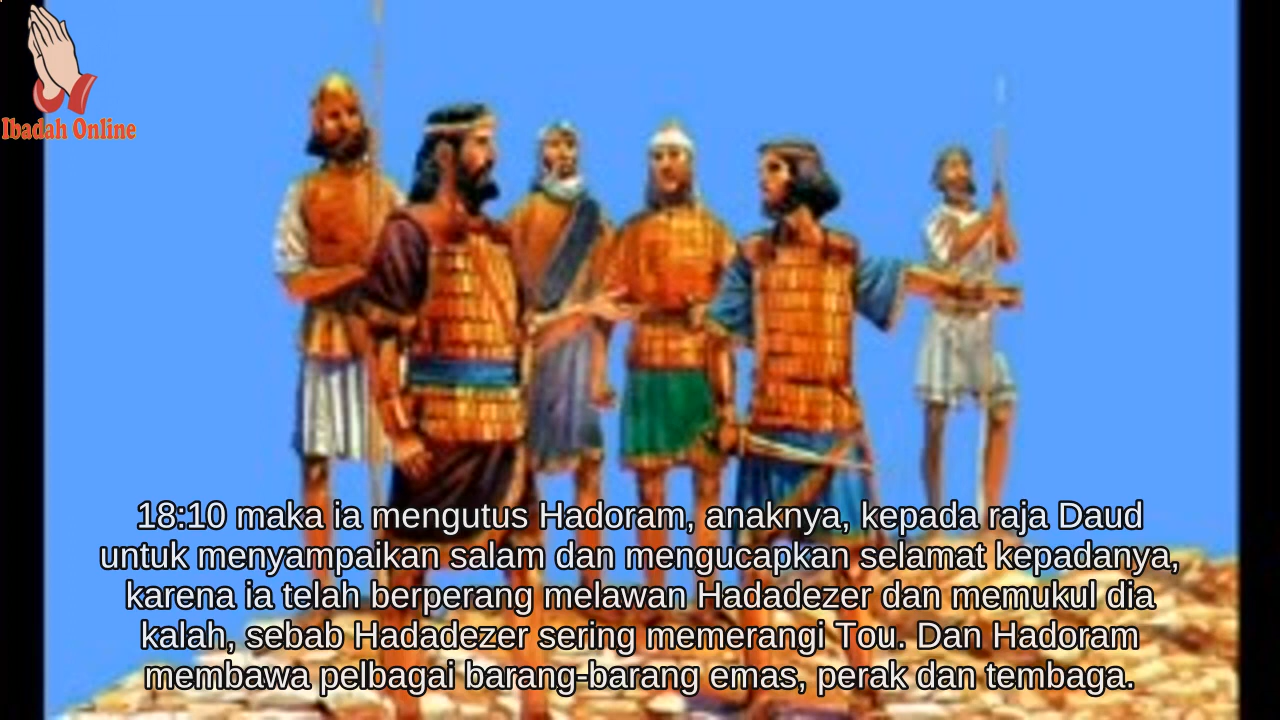 Ibadah Online
18:10 maka ia mengutus Hadoram, anaknya, kepada raja Daud
untuk menyampaikan salam dan mengucapkan selamat kepadanya,
karena ia telah berperang melawan Hadadezer dan memukul dia
kalah, sebab Hadadezer sering memerangi Tou. Dan Hadoram
membawa pelbagai barang-barang emas, perak dan tembaga.